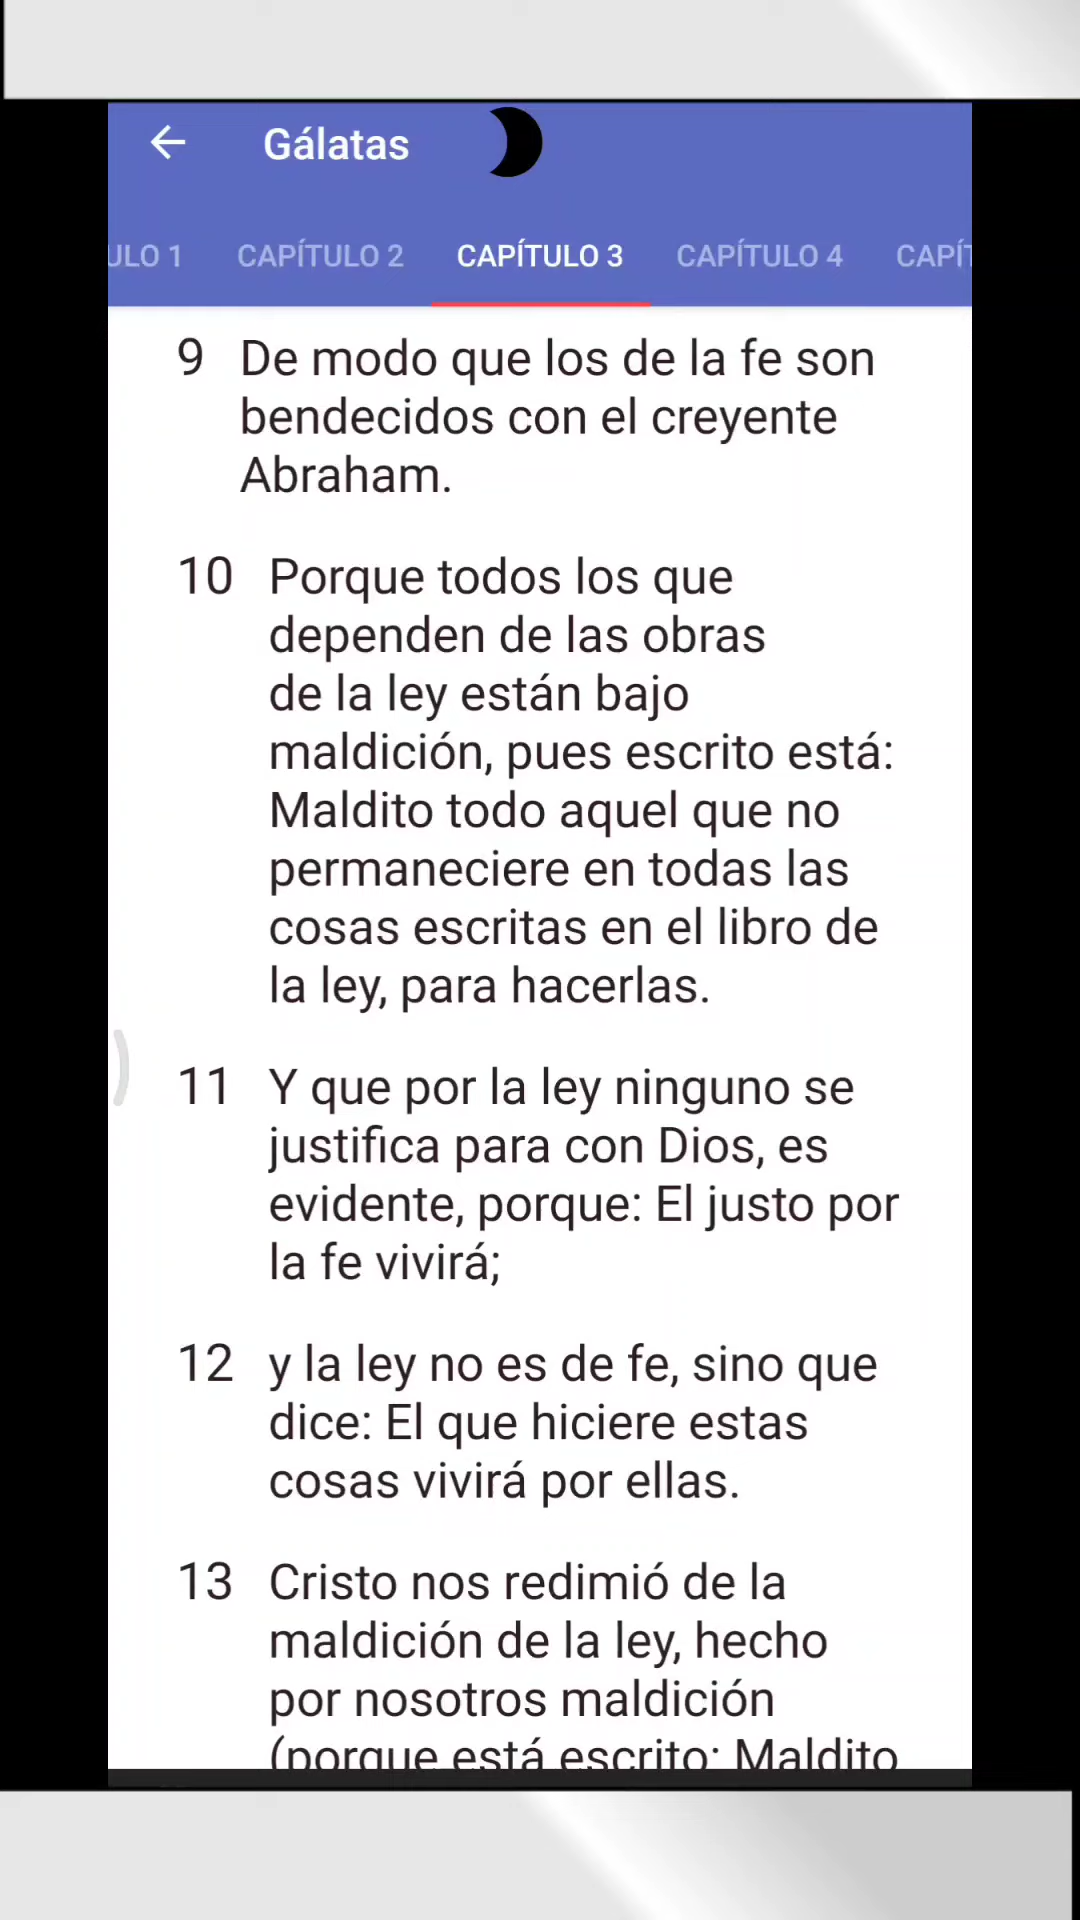 Gálatas
ULO 1 CAPÍTULO 2 CAPÍTULO 3 CAPÍTULO 4 CAPÍT
9 De modo que los de la fe son
bendecidos con el creyente
Abraham.
10 Porque todos los que
dependen de las obras
de la ley están bajo
maldición, pues escrito está:
Maldito todo aquel que no
permaneciere en todas las
cosas escritas en el libro de
la ley, para hacerlas.
11 Y que por la ley ninguno se
justifica para con Dios, es
evidente, porque: El justo por
la fe vivirá;
12 y la ley no es de fe, sino que
dice: El que hiciere estas
cosas vivirá por ellas.
13 Cristo nos redimió de la
maldición de la ley, hecho
por nosotros maldición
(porque está escrito: Maldito